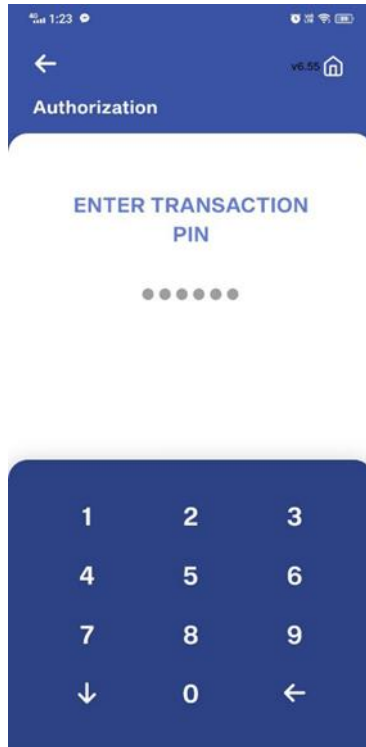 1:23
v6.55
Authorization
ENTER TRANSACTION
PIN
1 2 3
4 5 6
7 8 9
0